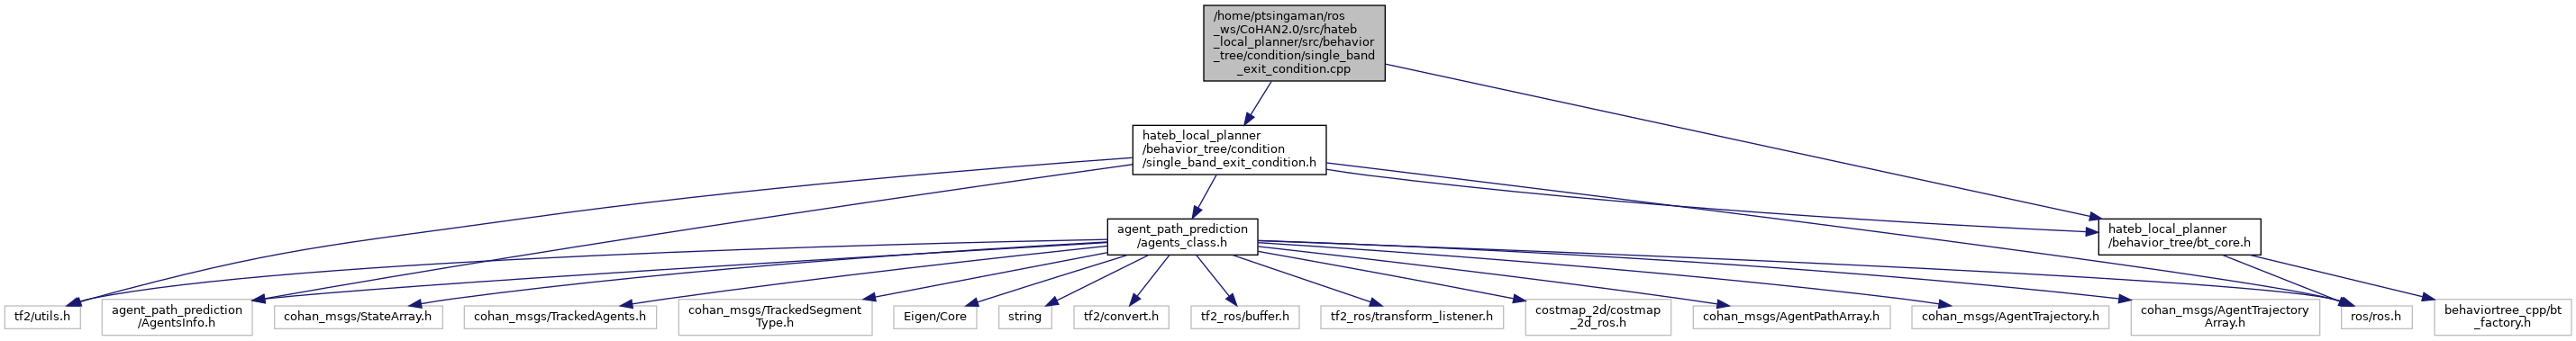 /home/ptsingaman/ros
_ws/CoHAN2.0/src/hateb
_local_planner/src/behavior
_tree/condition/single_band
_exit_condition.cpp
hateb_local_planner
/behavior_tree/condition
/single_band_exit_condition.h
agent_path_prediction
/agents_class.h
hateb_local_planner
/behavior_tree/bt_core.h
tf2/utils.h
agent_path_prediction
/AgentsInfo.h
cohan_msgs/StateArray.h
cohan_msgs/TrackedAgents.h
cohan_msgs/TrackedSegment
Type.h
Eigen/Core
string
tf2/convert.h
tf2_ros/buffer.h
tf2_ros/transform_listener.h
costmap_2d/costmap
_2d_ros.h
cohan_msgs/AgentPathArray.h
cohan_msgs/AgentTrajectory.h
cohan_msgs/AgentTrajectory
Array.h
ros/ros.h
behaviortree_cpp/bt
_factory.h